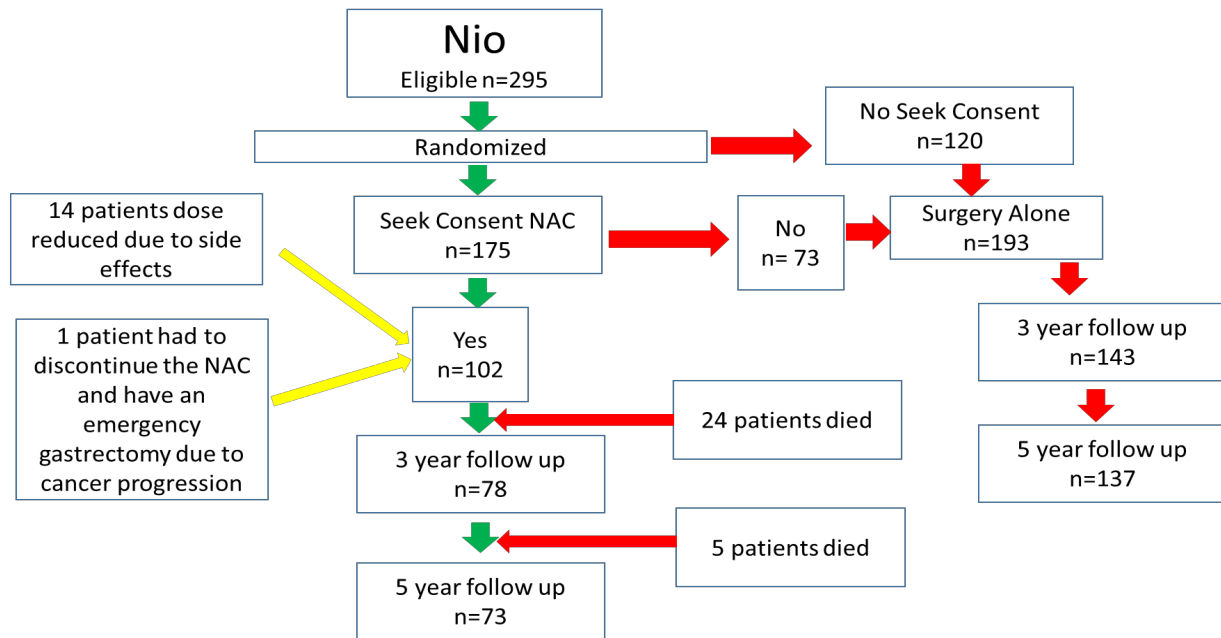 Nio
Eligible n=295
Randomized
No Seek Consent
n=120
14 patients dose
reduced due to side
effects
Seek Consent NAC
n=175
No
n= 73
Surgery Alone
n=193
1 patient had to
discontinue the NAC
and have an
emergency
gastrectomy due to
cancer progression
Yes
n=102
3 year follow up
n=143
24 patients died
3 year follow up
n=78
5 year follow up
n=137
5 patients died
5 year follow up
n=73